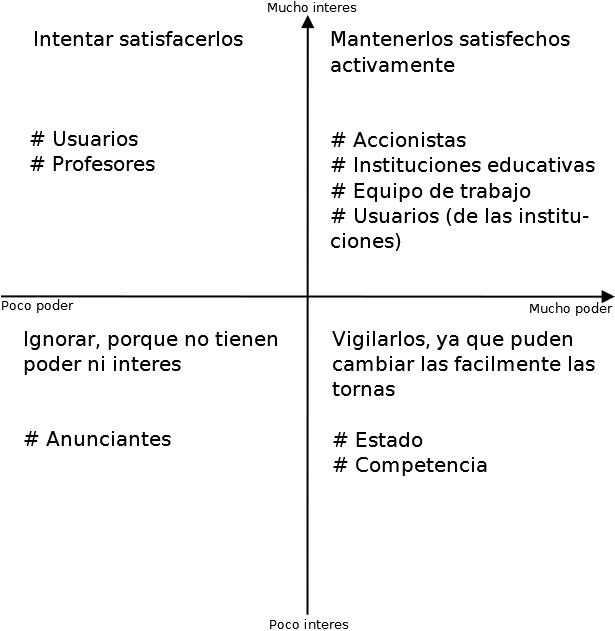 Mucho interes
Intentar satisfacerlos
# Usuarios
# Profesores
Mantenerlos satisfechos
activamente
# Accionistas
# Instituciones educativas
# Equipo de trabajo
# Usuarios (de las institu-
ciones)
Poco poder
Mucho poder
Ignorar, porque no tienen
poder ni interes
# Anunciantes
Vigilarlos, ya que puden
cambiar las facilmente las
tornas
# Estado
# Competencia
Poco interes